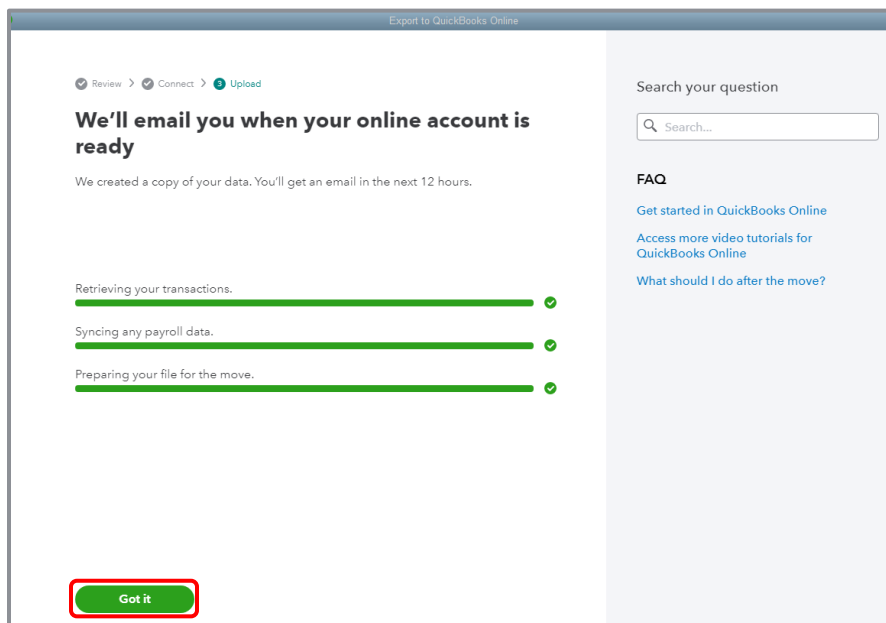 Export to QuickBooks Online
Review > Connect > 3 Upload
We'll email you when your online account is
ready
We created a copy of your data. You'll get an email in the next 12 hours.
Retrieving your transactions.
Syncing any payroll data.
Preparing your file for the move.
Got it
Search your question
Search...
FAQ
Get started in QuickBooks Online
Access more video tutorials for
QuickBooks Online
What should I do after the move?